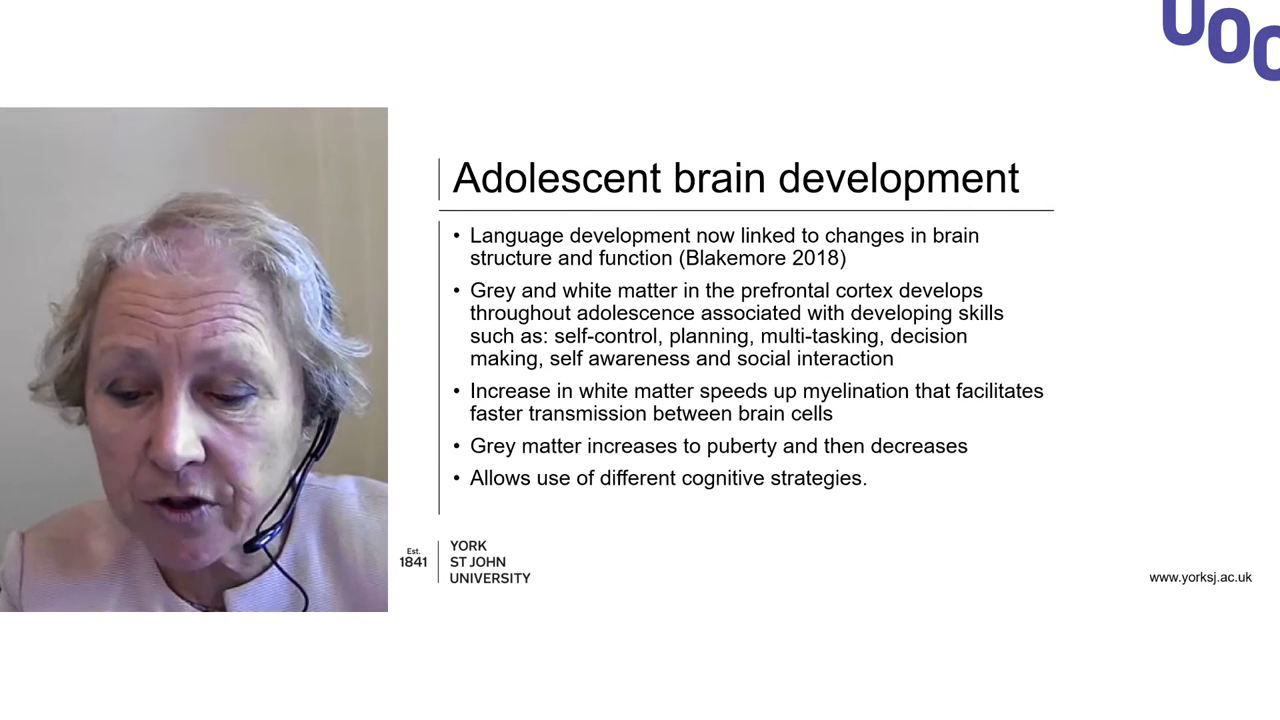 UOC
Adolescent brain development
• Language development now linked to changes in brain
structure and function (Blakemore 2018)
• Grey and white matter in the prefrontal cortex develops
throughout adolescence associated with developing skills
such as: self-control, planning, multi-tasking, decision
making, self awareness and social interaction
• Increase in white matter speeds up myelination that facilitates
faster transmission between brain cells
• Grey matter increases to puberty and then decreases
• Allows use of different cognitive strategies.
Est.
1841
YORK
ST JOHN
UNIVERSITY
www.yorksj.ac.uk